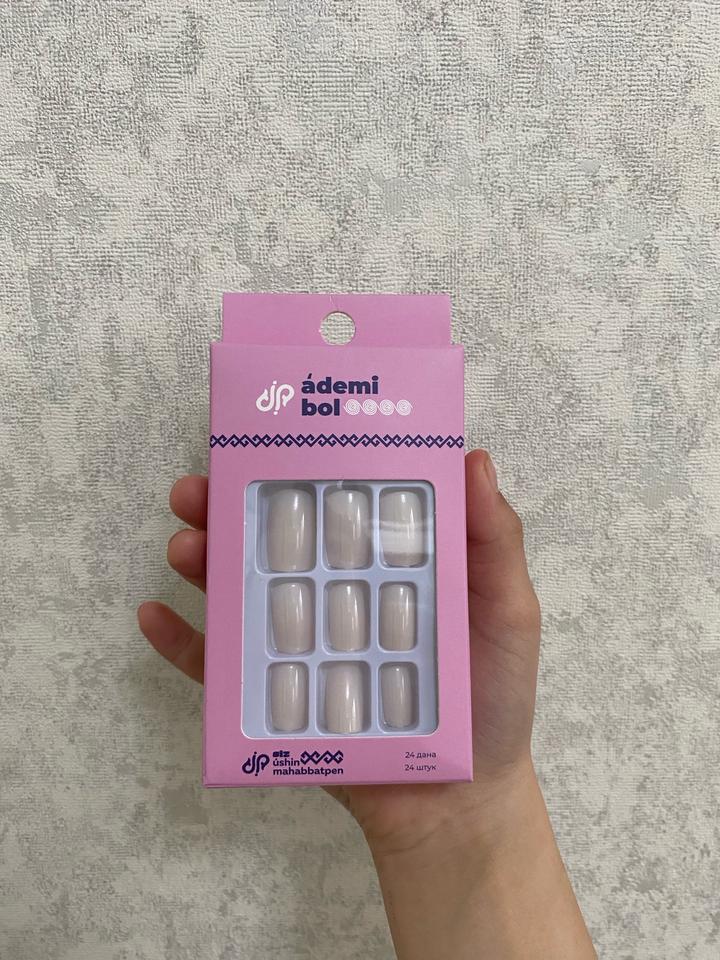 ádemi
bol
siz
úshin
mahabbatpen
24 дана
24 штук